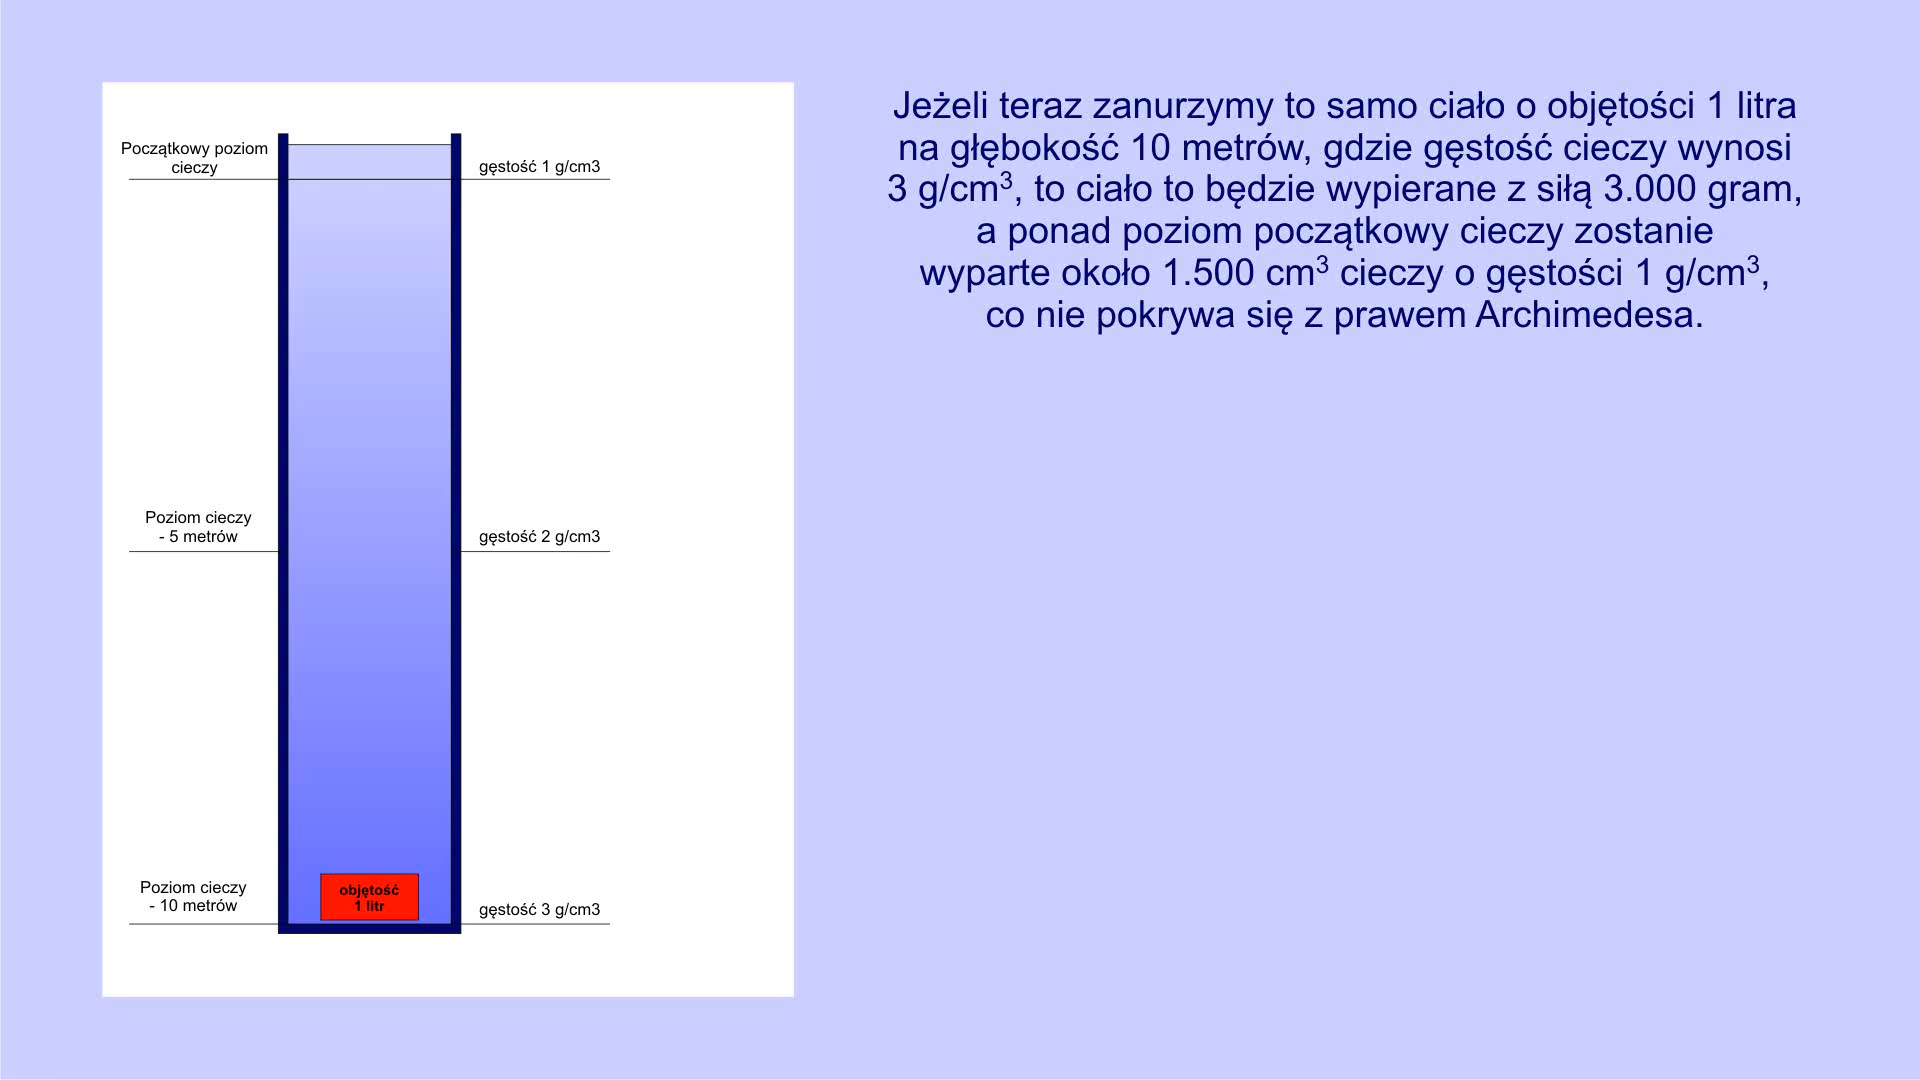 Początkowy poziom
cieczy
gęstość 1 g/cm3
Poziom cieczy
- 5 metrów
gęstość 2 g/cm3
Poziom cieczy
- 10 metrów
objętość
1 litr
gęstość 3 g/cm3
Jeżeli teraz zanurzymy to samo ciało o objętości 1 litra
na głębokość 10 metrów, gdzie gęstość cieczy wynosi
3 g/cm³, to ciało to będzie wypierane z siłą 3.000 gram,
a ponad poziom początkowy cieczy zostanie
wyparte około 1.500 cm³ cieczy o gęstości 1 g/cm³,
co nie pokrywa się z prawem Archimedesa.